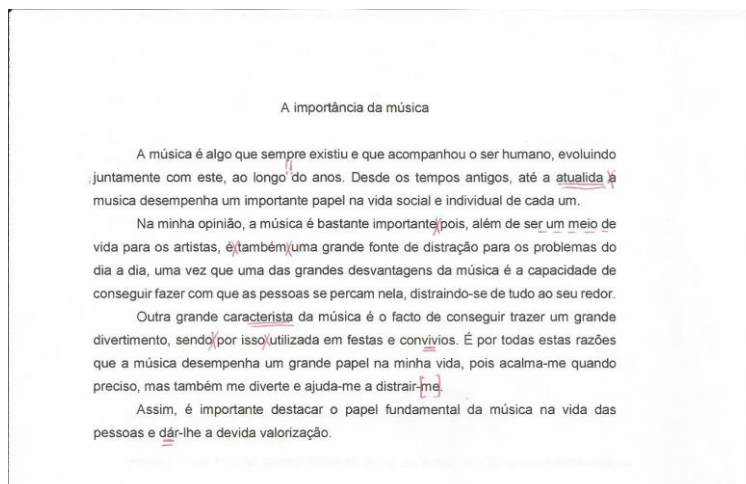 A importância da música
A música é algo que sempre existiu e que acompanhou o ser humano, evoluindo
juntamente com este, ao longo do anos. Desde os tempos antigos, até a atualida a
musica desempenha um importante papel na vida social e individual de cada um.
Na minha opinião, a música é bastante importante pois, além de ser um meio de
vida para os artistas, é também uma grande fonte de distração para os problemas do
dia a dia, uma vez que uma das grandes desvantagens da música é a capacidade de
conseguir fazer com que as pessoas se percam nela, distraindo-se de tudo ao seu redor.
Outra grande caracterista da música é o facto de conseguir trazer um grande
divertimento, sendo por isso utilizada em festas e convivios. É por todas estas razões
que a música desempenha um grande papel na minha vida, pois acalma-me quando
preciso, mas também me diverte e ajuda-me a distrair-[me].
Assim, é importante destacar o papel fundamental da música na vida das
pessoas e dár-lhe a devida valorização.